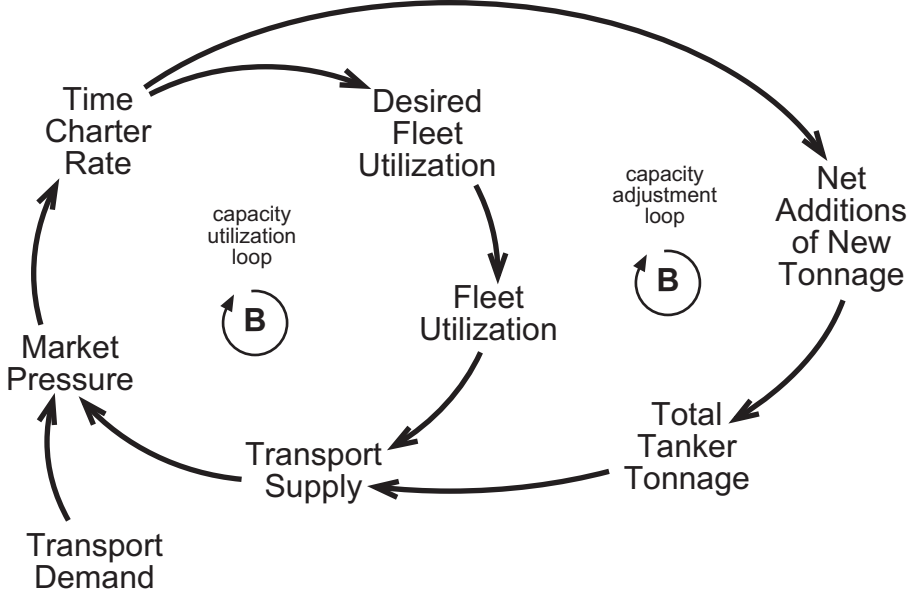 Time
Charter
Rate
Desired
Fleet
Utilization
capacity
utilization
loop
B
capacity
adjustment
loop
B
Net
Additions
of New
Tonnage
Fleet
Utilization
Market
Pressure
Transport
Supply
Total
Tanker
Tonnage
Transport
Demand